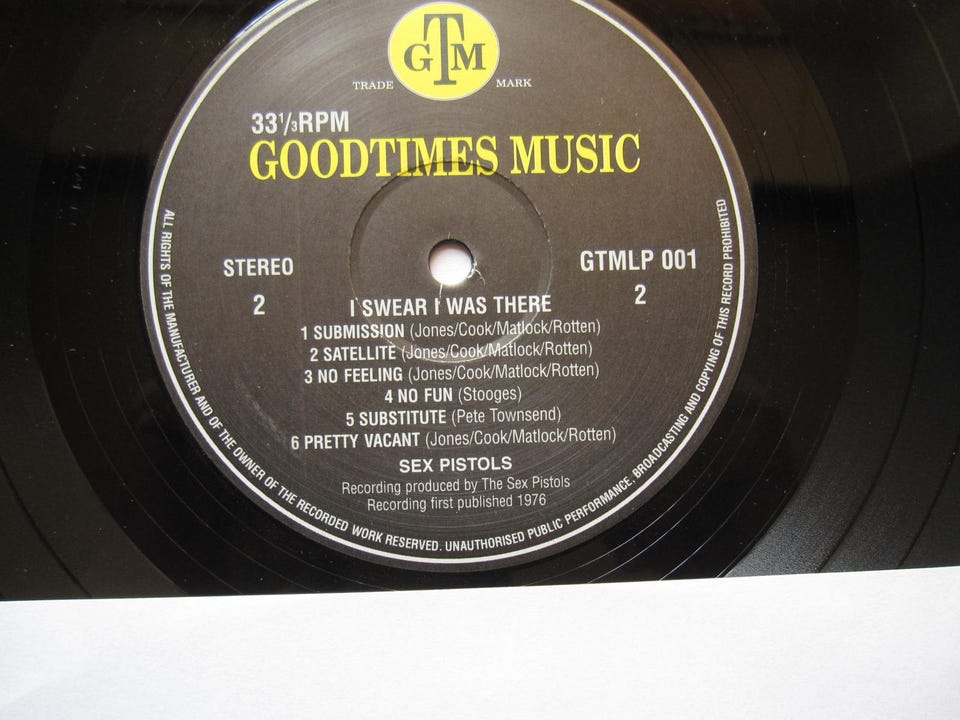 GTM
TRADE MARK
33⅓RPM
GOODTIMES MUSIC
STEREO GTMLP 001
2 2
I SWEAR I WAS THERE
1 SUBMISSION (Jones/Cook/Matlock/Rotten)
2 SATELLITE (Jones/Cook/Matlock/Rotten)
3 NO FEELING (Jones/Cook/Matlock/Rotten)
4 NO FUN (Stooges)
5 SUBSTITUTE (Pete Townsend)
6 PRETTY VACANT (Jones/Cook/Matlock/Rotten)
SEX PISTOLS
Recording produced by The Sex Pistols
Recording first published 1976
ALL RIGHTS OF THE MANUFACTURER AND OF THE OWNER OF THE RECORDED WORK RESERVED. UNAUTHORISED PUBLIC PERFORMANCE. BROADCASTING AND COPYING OF THIS RECORD PROHIBITED